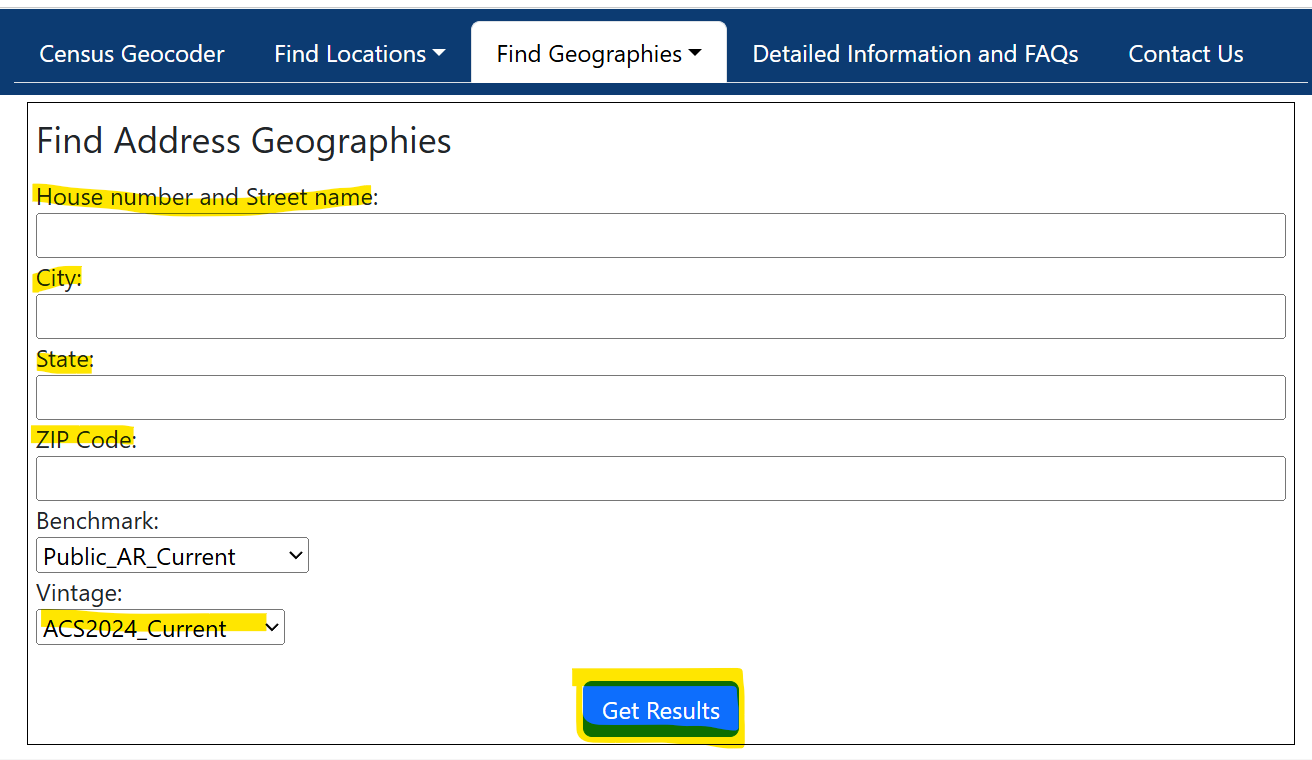 Census Geocoder Find Locations Find Geographies Detailed Information and FAQs Contact Us
Find Address Geographies
House number and Street name:
City:
State:
ZIP Code:
Benchmark:
Public_AR_Current
Vintage:
ACS2024_Current
Get Results